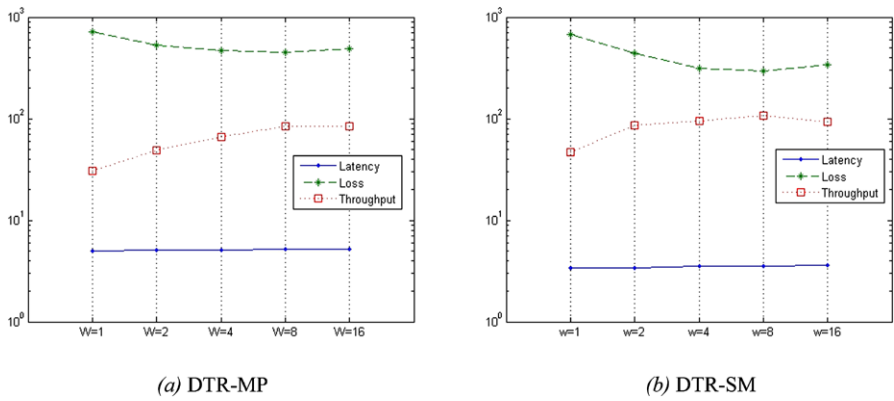 10³
10²
10¹
10⁰
Latency
Loss
Throughput
W=1 W=2 W=4 W=8 W=16
(a) DTR-MP
10³
10²
10¹
10⁰
Latency
Loss
Throughput
w=1 w=2 w=4 w=8 w=16
(b) DTR-SM